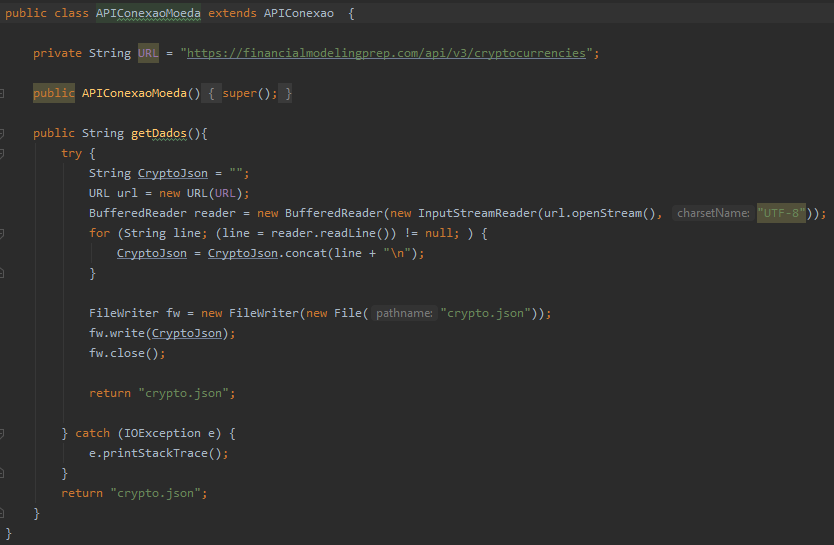 public class APIConexaoMoeda extends APIConexao {
private String URL = "https://financialmodelingprep.com/api/v3/cryptocurrencies";
public APIConexaoMoeda() { super(); }
public String getDados(){
try {
String CryptoJson = "";
URL url = new URL(URL);
BufferedReader reader = new BufferedReader(new InputStreamReader(url.openStream(), charsetName: "UTF-8"));
for (String line; (line = reader.readLine()) != null; ) {
CryptoJson = CryptoJson.concat(line + "\n");
}
FileWriter fw = new FileWriter(new File( pathname: "crypto.json"));
fw.write(CryptoJson);
fw.close();
return "crypto.json";
} catch (IOException e) {
e.printStackTrace();
}
return "crypto.json";
}
}